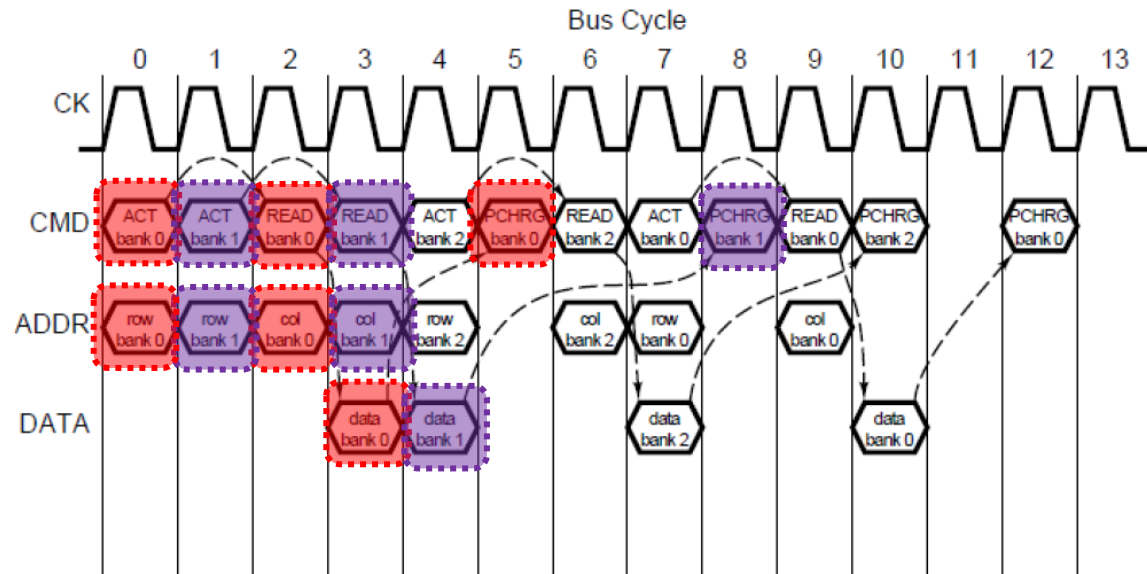 Bus Cycle
0 1 2 3 4 5 6 7 8 9 10 11 12 13
CK
CMD
ACT
bank 0
ACT
bank 1
READ
bank 0
READ
bank 1
ACT
bank 2
PCHRG
bank 0
READ
bank 2
ACT
bank 0
PCHRG
bank 1
READ
bank 0
PCHRG
bank 2
PCHRG
bank 0
ADDR
row
bank 0
row
bank 1
col
bank 0
col
bank 1
row
bank 2
col
bank 2
row
bank 0
col
bank 0
DATA
data
bank 0
data
bank 1
data
bank 2
data
bank 0